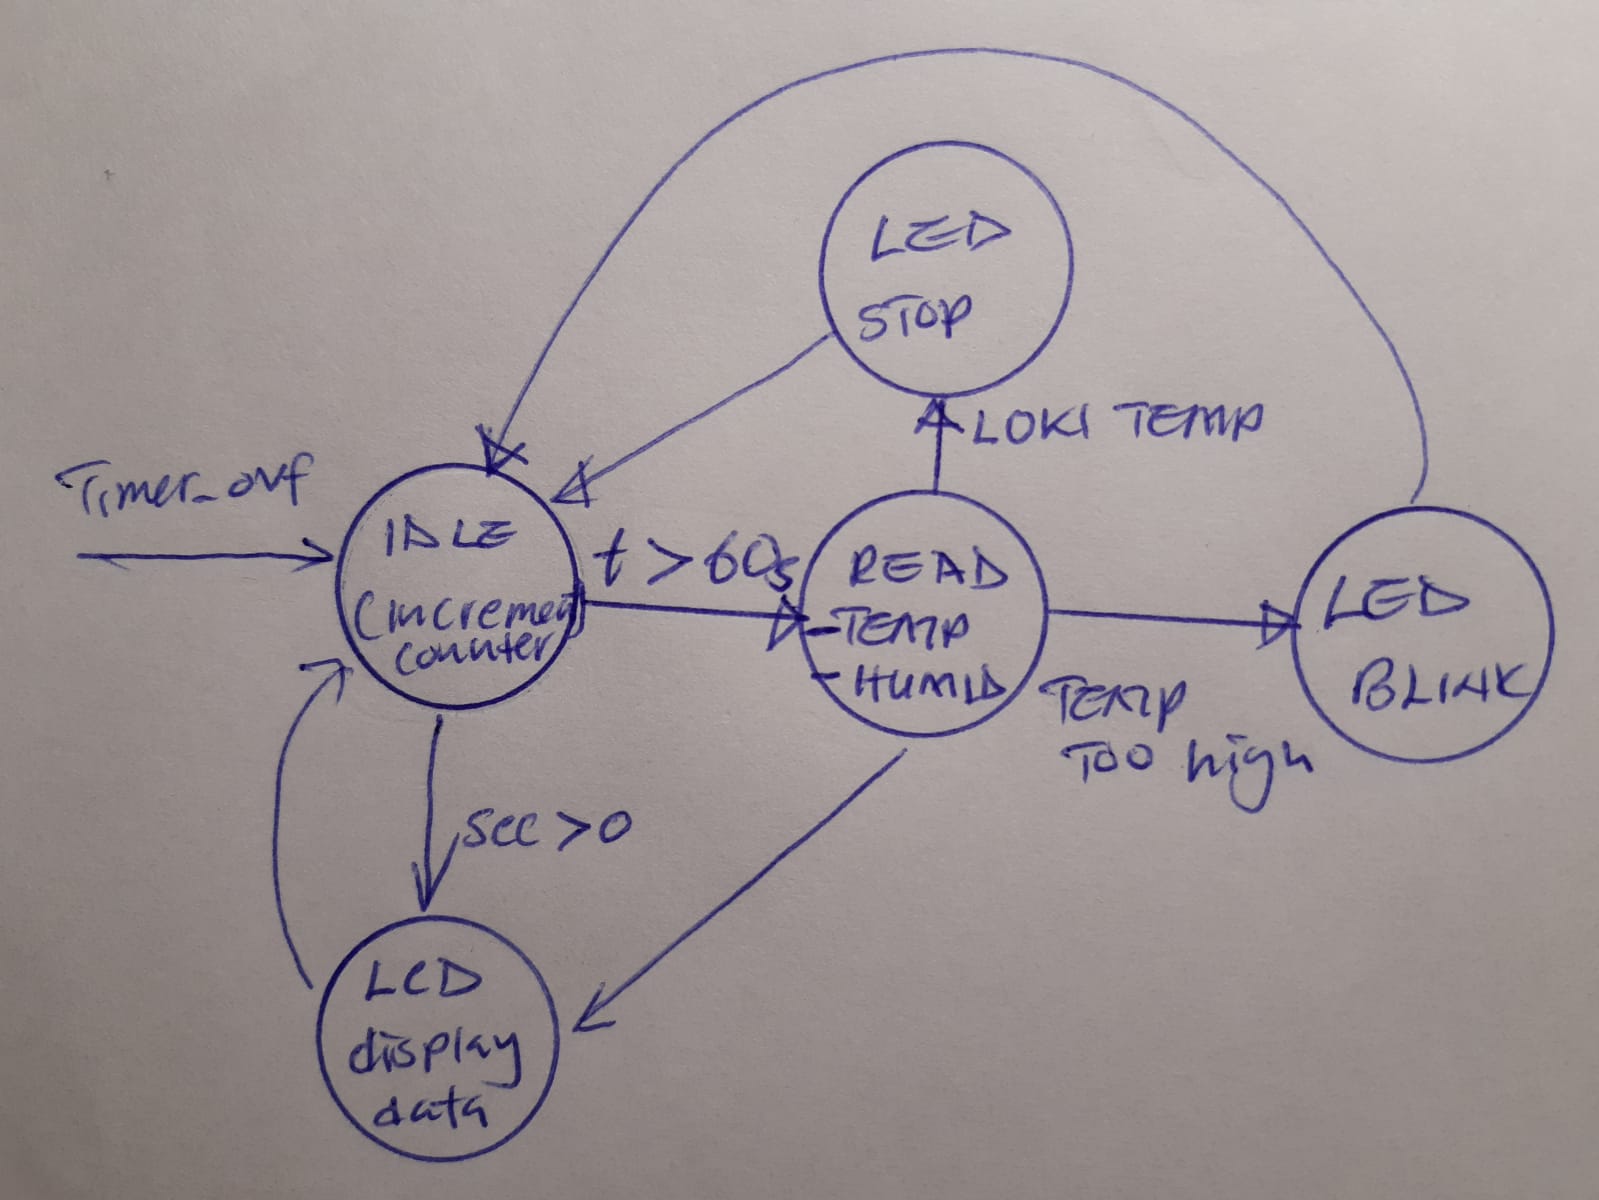 LED
STOP
LOKI TEMP
Timer_ovf
IDLE
(increment
counter
t > 60s
READ
-TEMP
-HUMID
TEMP
TOO high
LED
BLINK
sec > 0
LCD
display
data